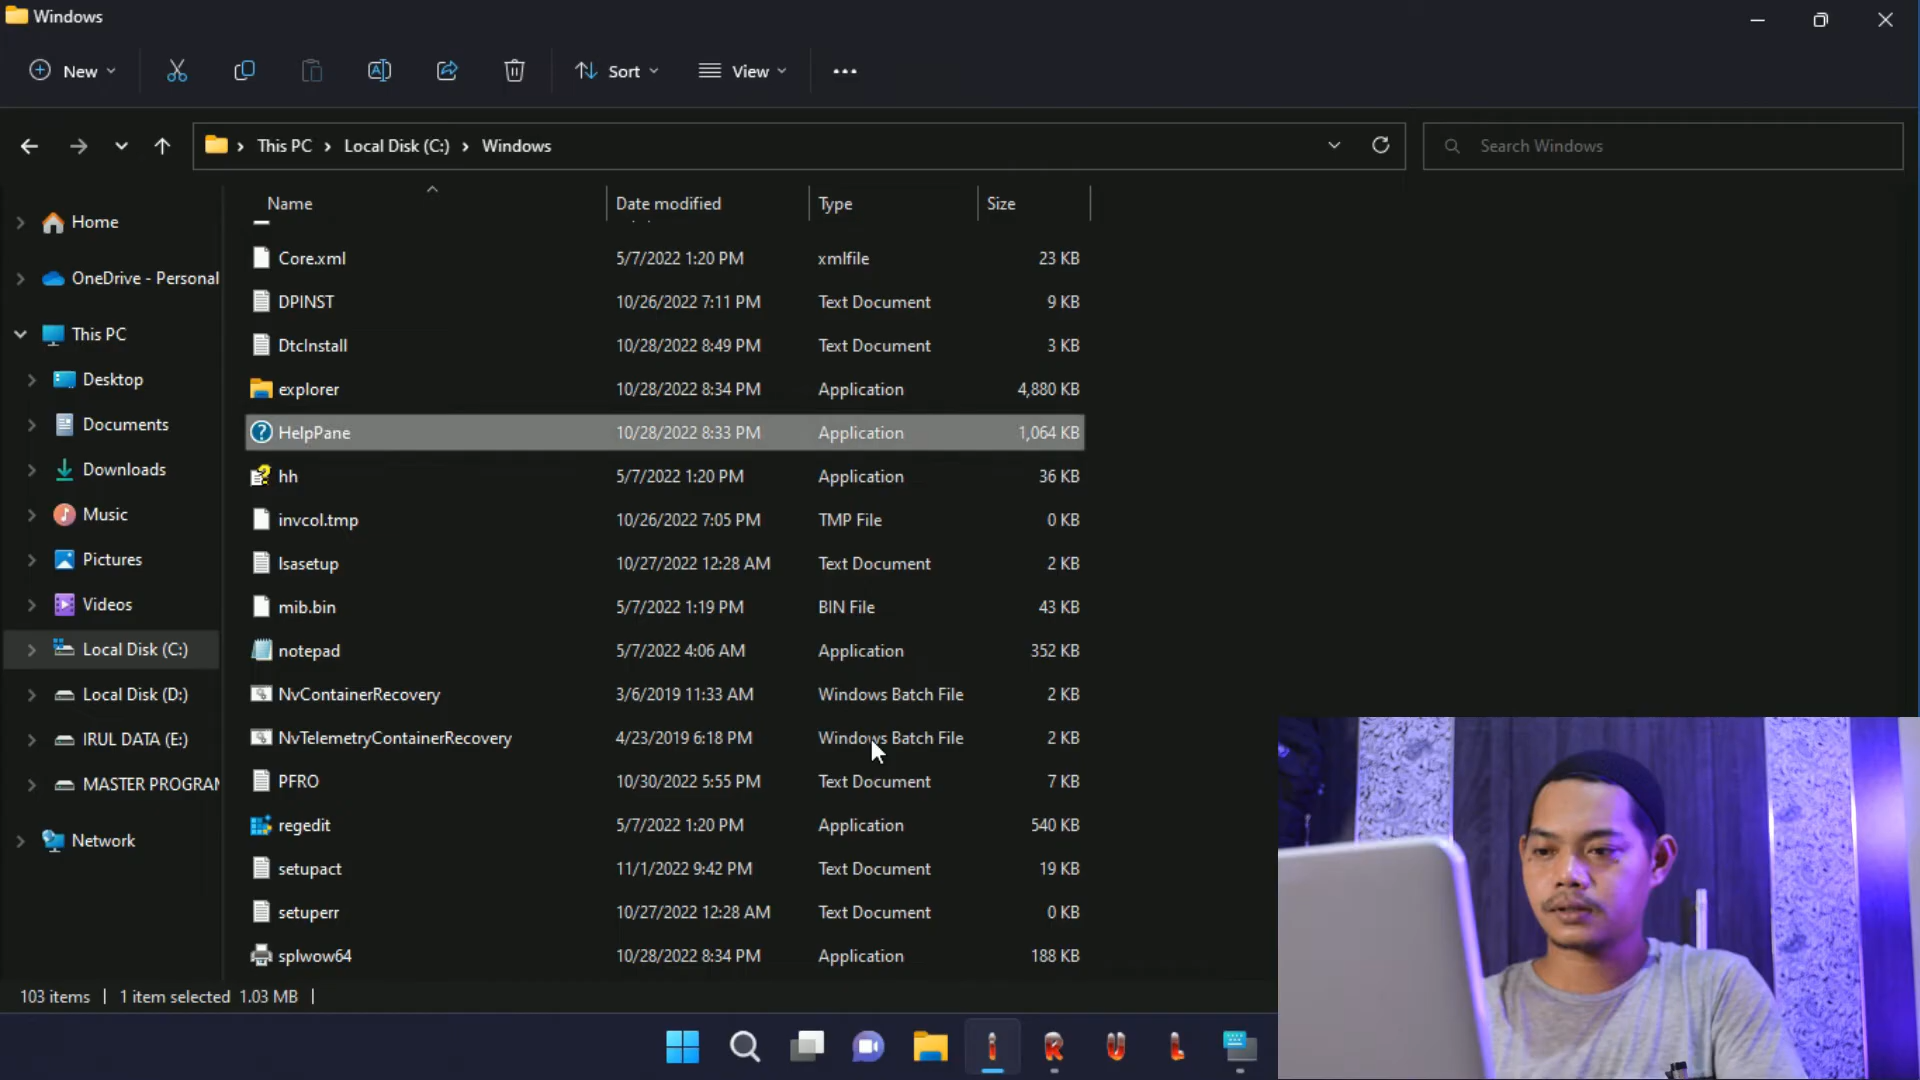 Windows
New
Sort
View
This PC
Local Disk (C:)
Windows
Search Windows
Name Date modified Type Size
Core.xml 5/7/2022 1:20 PM xmlfile 23 KB
DPINST 10/26/2022 7:11 PM Text Document 9 KB
DtcInstall 10/28/2022 8:49 PM Text Document 3 KB
explorer 10/28/2022 8:34 PM Application 4,880 KB
HelpPane 10/28/2022 8:33 PM Application 1,064 KB
hh 5/7/2022 1:20 PM Application 36 KB
invcol.tmp 10/26/2022 7:05 PM TMP File 0 KB
lsasetup 10/27/2022 12:28 AM Text Document 2 KB
mib.bin 5/7/2022 1:19 PM BIN File 43 KB
notepad 5/7/2022 4:06 AM Application 352 KB
NvContainerRecovery 3/6/2019 11:33 AM Windows Batch File 2 KB
NvTelemetryContainerRecovery 4/23/2019 6:18 PM Windows Batch File 2 KB
PFRO 10/30/2022 5:55 PM Text Document 7 KB
regedit 5/7/2022 1:20 PM Application 540 KB
setupact 11/1/2022 9:42 PM Text Document 19 KB
setuperr 10/27/2022 12:28 AM Text Document 0 KB
splwow64 10/28/2022 8:34 PM Application 188 KB
Home
OneDrive - Personal
This PC
Desktop
Documents
Downloads
Music
Pictures
Videos
Local Disk (C:)
Local Disk (D:)
IRUL DATA (E:)
MASTER PROGRAM
Network
103 items
1 item selected 1.03 MB
i R U L